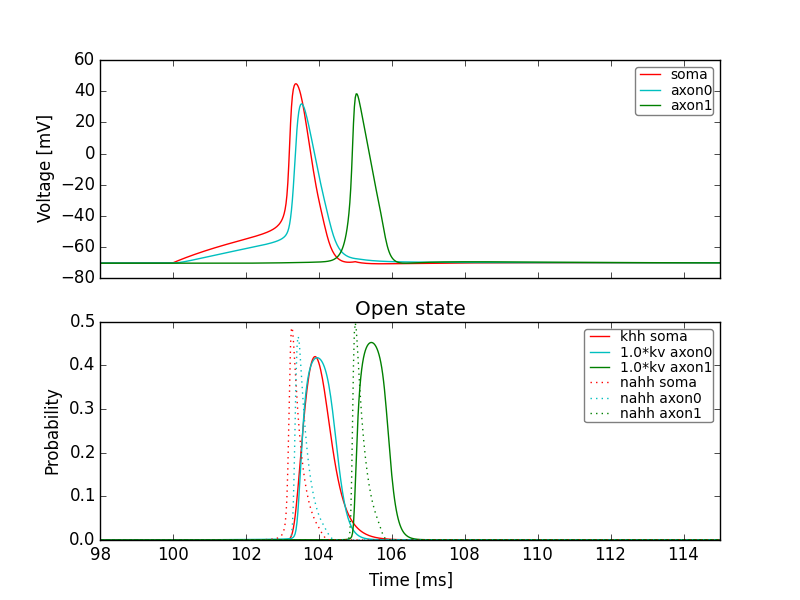 60
40
20
0
−20
−40
−60
−80
Voltage [mV]
soma
axon0
axon1
Open state
0.5
0.4
0.3
0.2
0.1
0.0
Probability
khh soma
1.0*kv axon0
1.0*kv axon1
nahh soma
nahh axon0
nahh axon1
98 100 102 104 106 108 110 112 114
Time [ms]